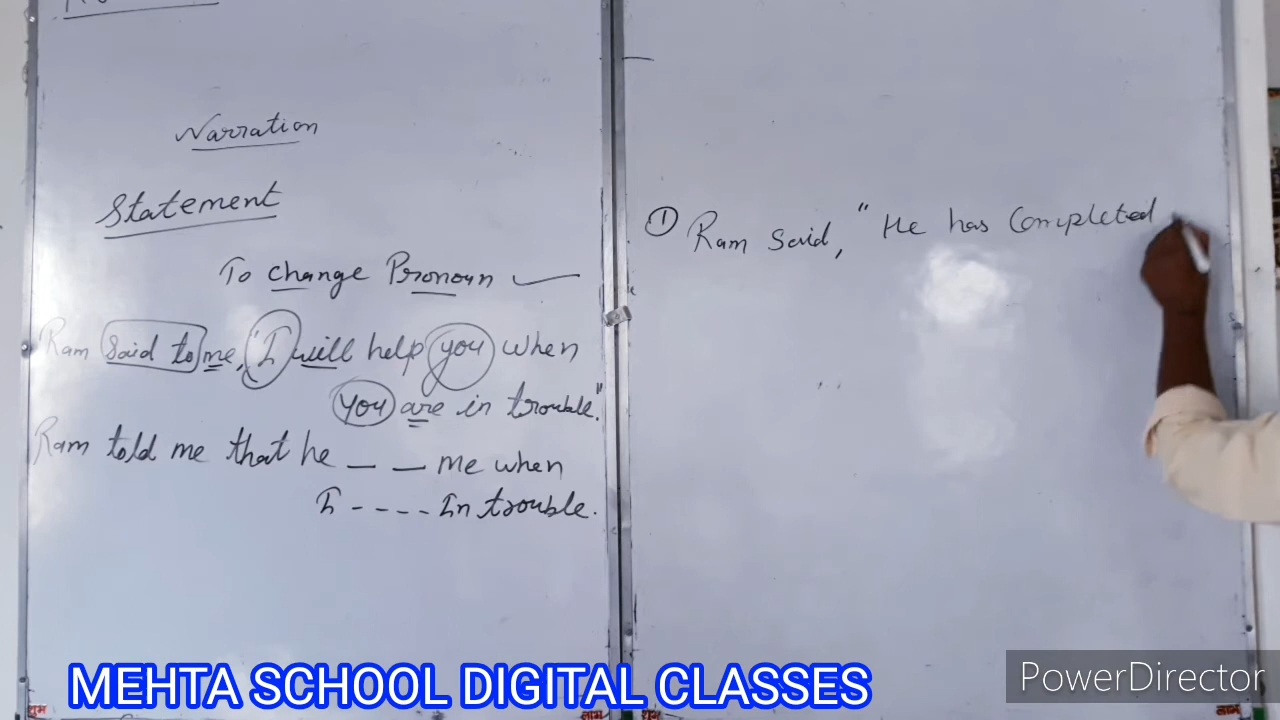 Narration
Statement
To change Pronoun
Ram Said to me, "I will help you when
you are in trouble."
Ram told me that he _ _ me when
I - - - - In trouble.
① Ram Said, "He has Completed
MEHTA SCHOOL DIGITAL CLASSES
PowerDirector